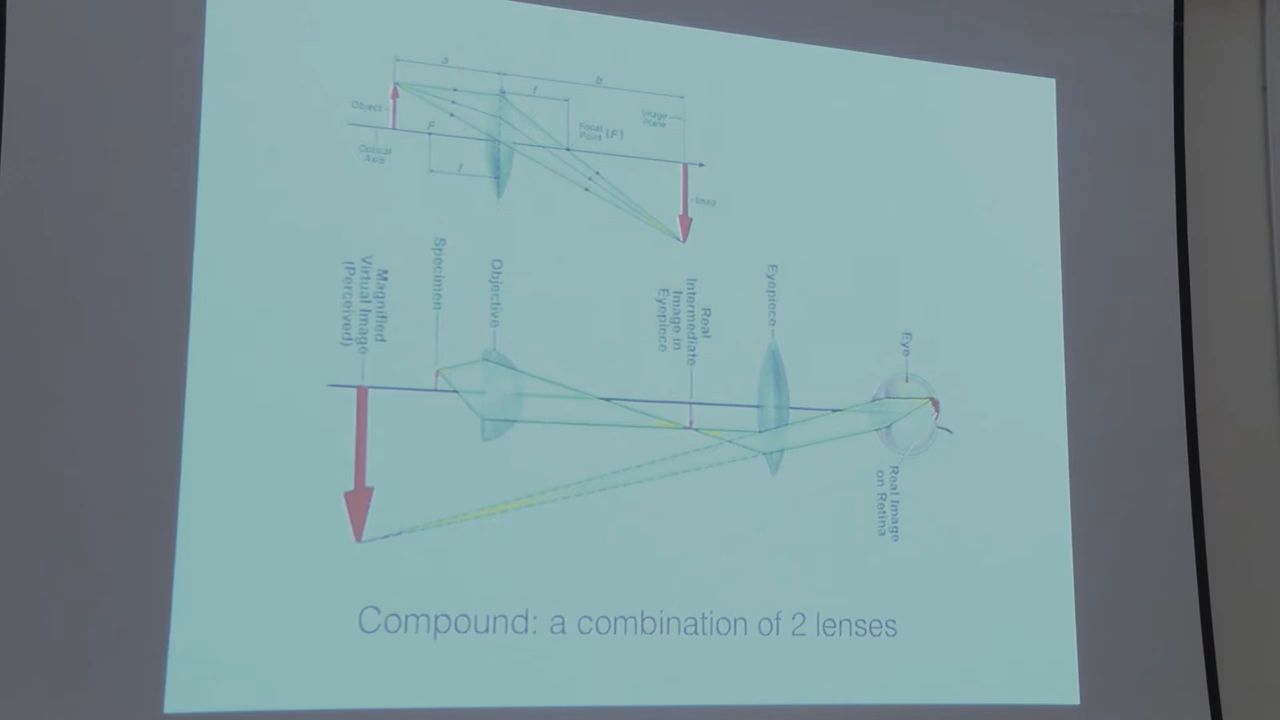 a
b
f
Object
Image
Plane
Focal
Point (F)
F
Optical
Axis
f
Imag
Magnified
Virtual Image
(Perceived)
Specimen
Objective
Real
Intermediate
Image in
Eyepiece
Eyepiece
Eye
Real Image
on Retina
Compound: a combination of 2 lenses